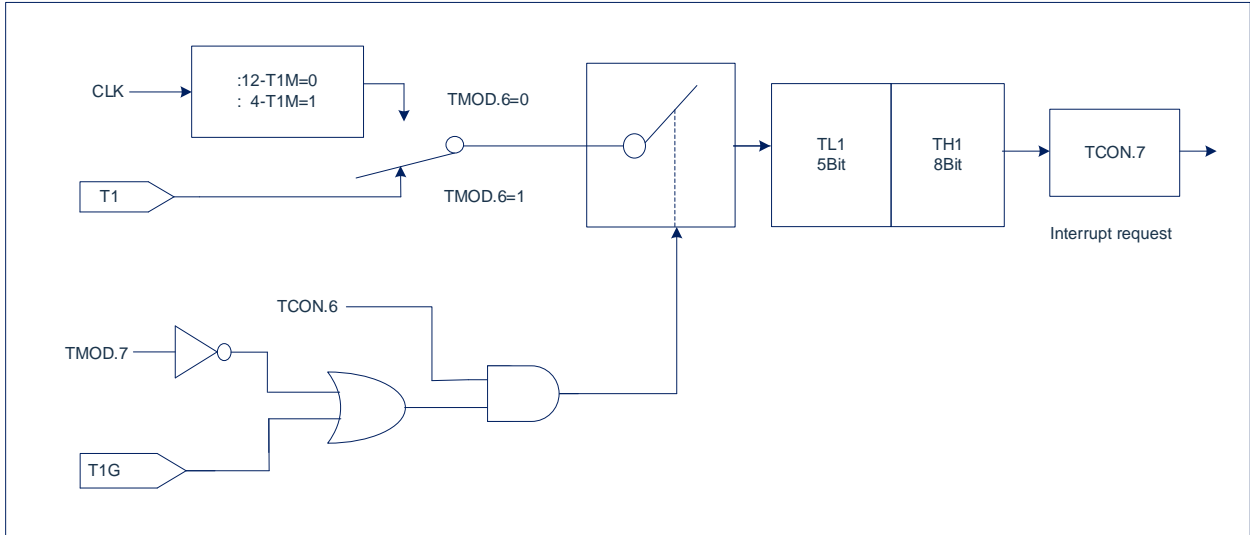 :12-T1M=0
: 4-T1M=1
CLK
TMOD.6=0
T1
TMOD.6=1
TL1
5Bit
TH1
8Bit
TCON.7
Interrupt request
TCON.6
TMOD.7
T1G